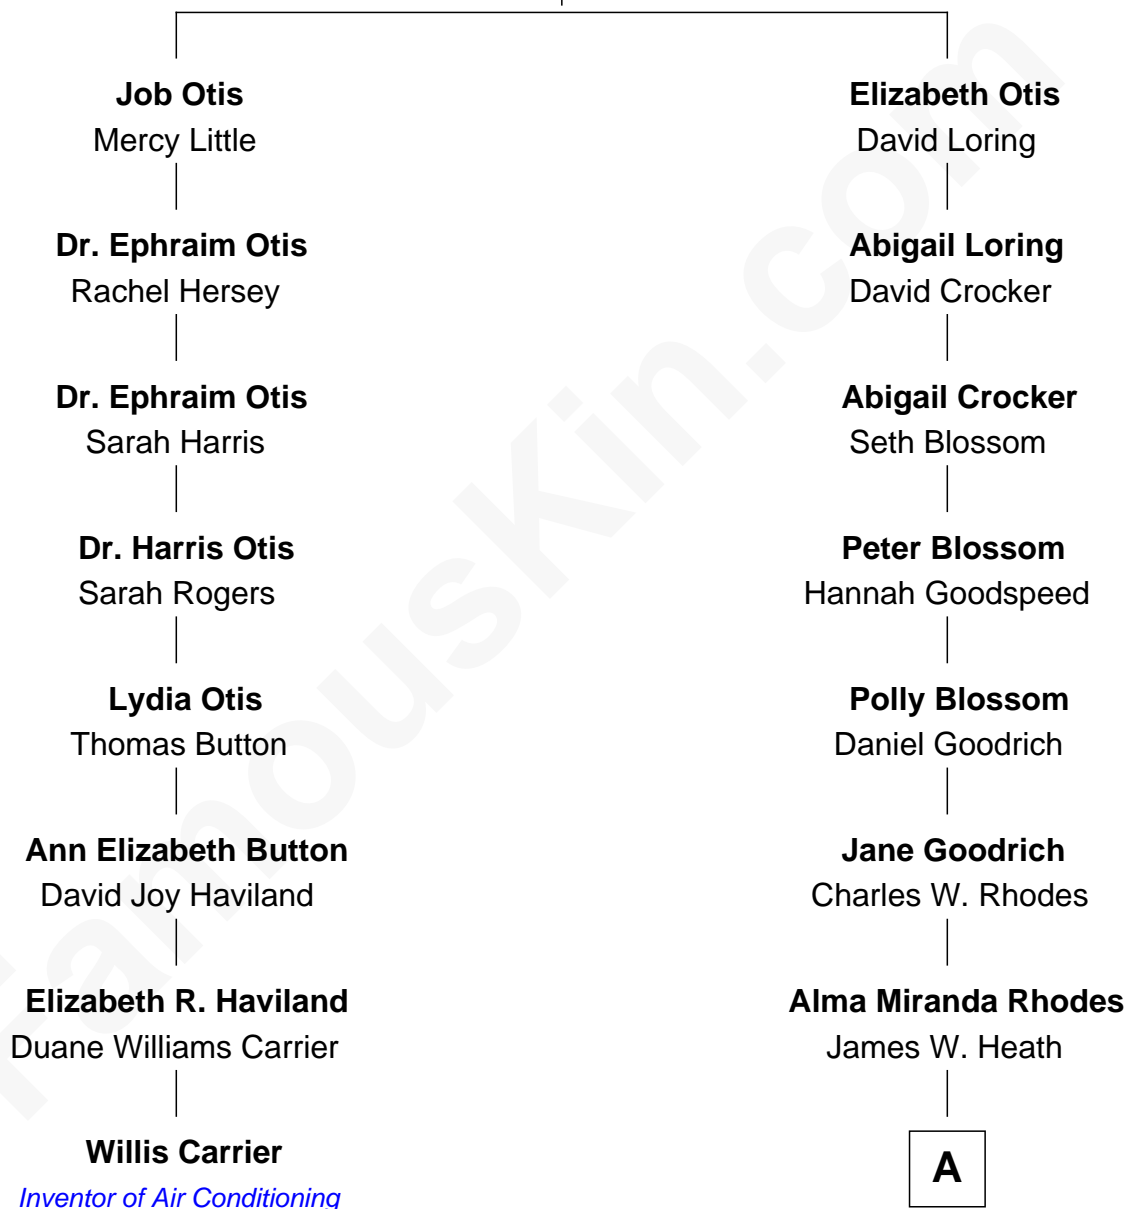 Job Otis
Mercy Little
Dr. Ephraim Otis
Rachel Hersey
Dr. Ephraim Otis
Sarah Harris
Dr. Harris Otis
Sarah Rogers
Lydia Otis
Thomas Button
Ann Elizabeth Button
David Joy Haviland
Elizabeth R. Haviland
Duane Williams Carrier
Willis Carrier
Inventor of Air Conditioning
Elizabeth Otis
David Loring
Abigail Loring
David Crocker
Abigail Crocker
Seth Blossom
Peter Blossom
Hannah Goodspeed
Polly Blossom
Daniel Goodrich
Jane Goodrich
Charles W. Rhodes
Alma Miranda Rhodes
James W. Heath
A
FamousKin.com